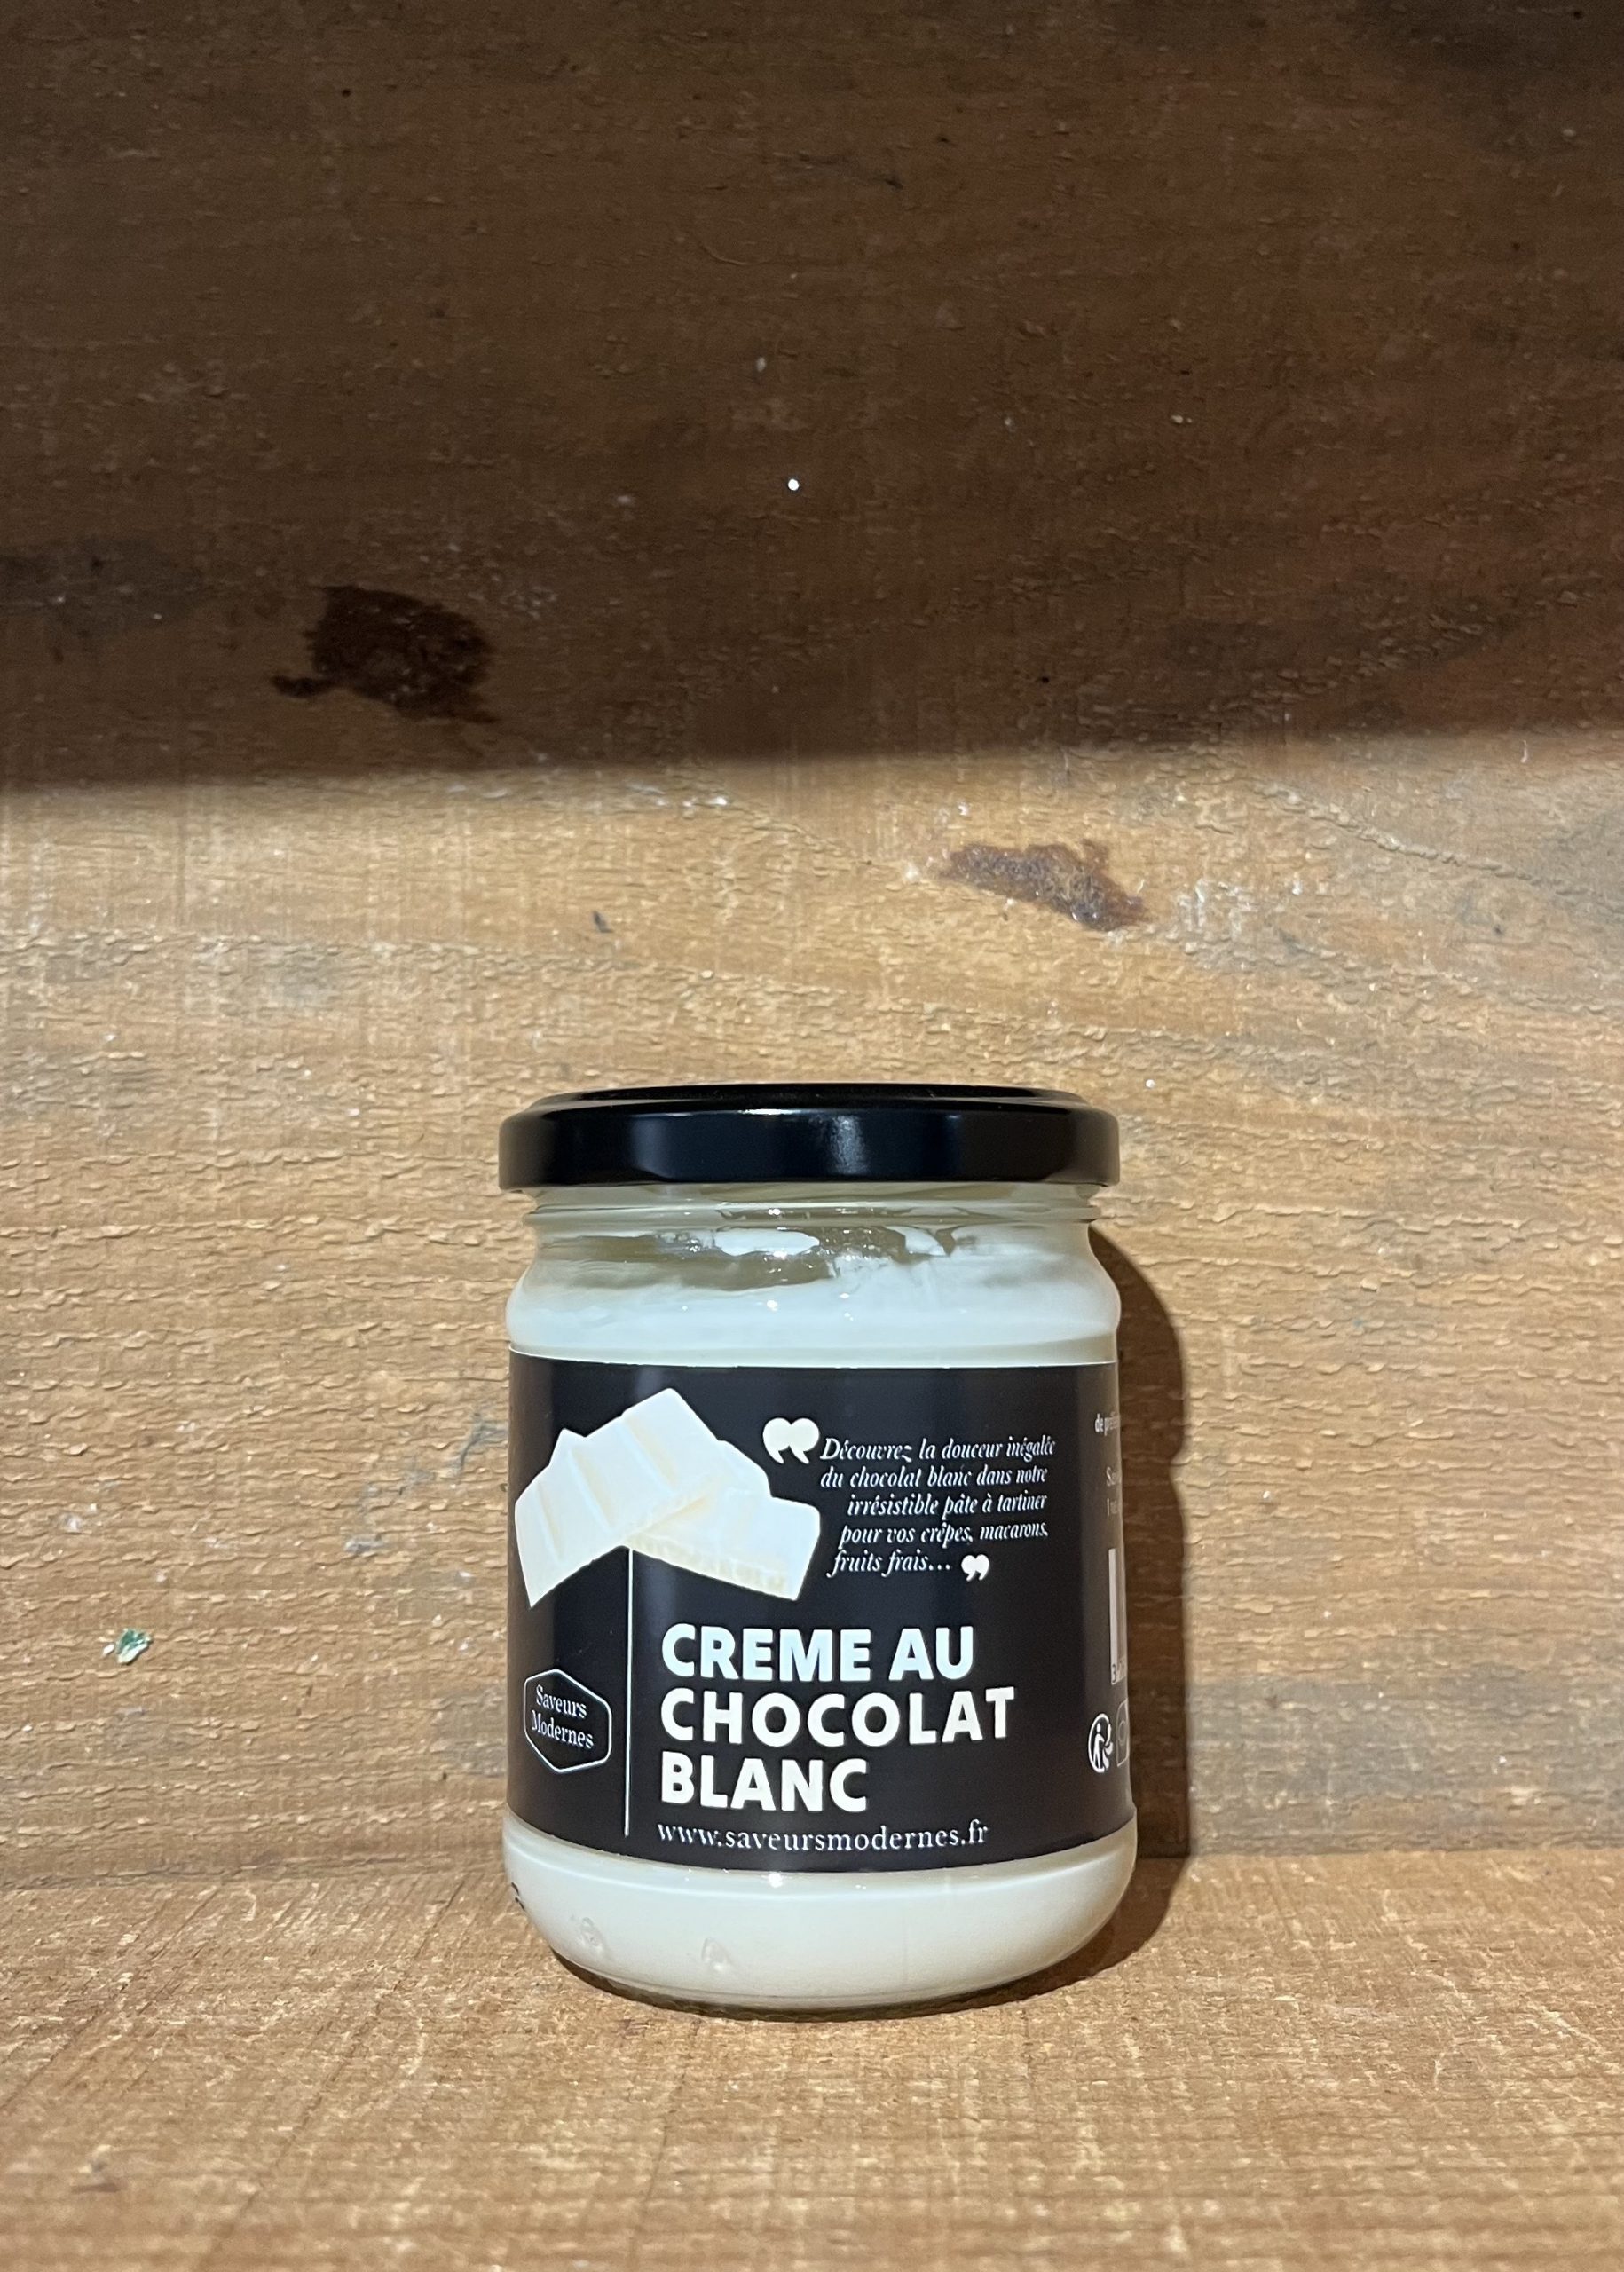 Découvrez la douceur inégalée
du chocolat blanc dans notre
irrésistible pâte à tartiner
pour vos crêpes, macarons,
fruits frais...
Saveurs
Modernes
CREME AU
CHOCOLAT
BLANC
www.saveursmodernes.fr
de